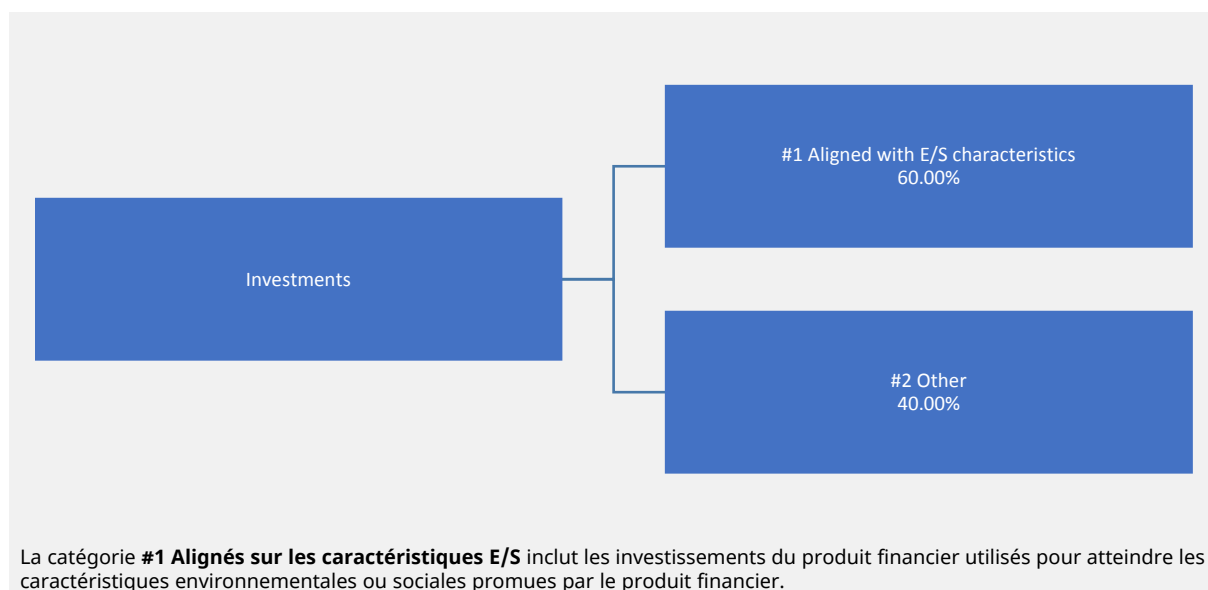 #1 Aligned with E/S characteristics
60.00%
Investments
#2 Other
40.00%
La catégorie #1 Alignés sur les caractéristiques E/S inclut les investissements du produit financier utilisés pour atteindre les
caractéristiques environnementales ou sociales promues par le produit financier.